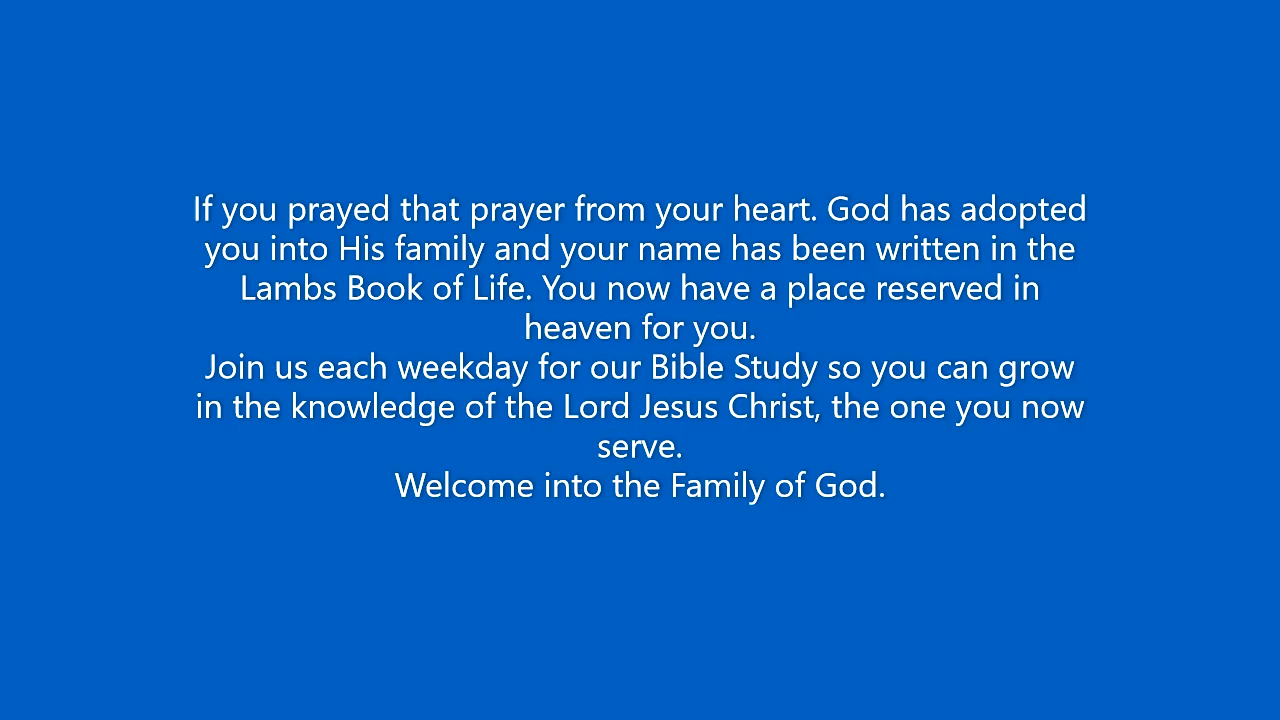 If you prayed that prayer from your heart. God has adopted
you into His family and your name has been written in the
Lambs Book of Life. You now have a place reserved in
heaven for you.
Join us each weekday for our Bible Study so you can grow
in the knowledge of the Lord Jesus Christ, the one you now
serve.
Welcome into the Family of God.